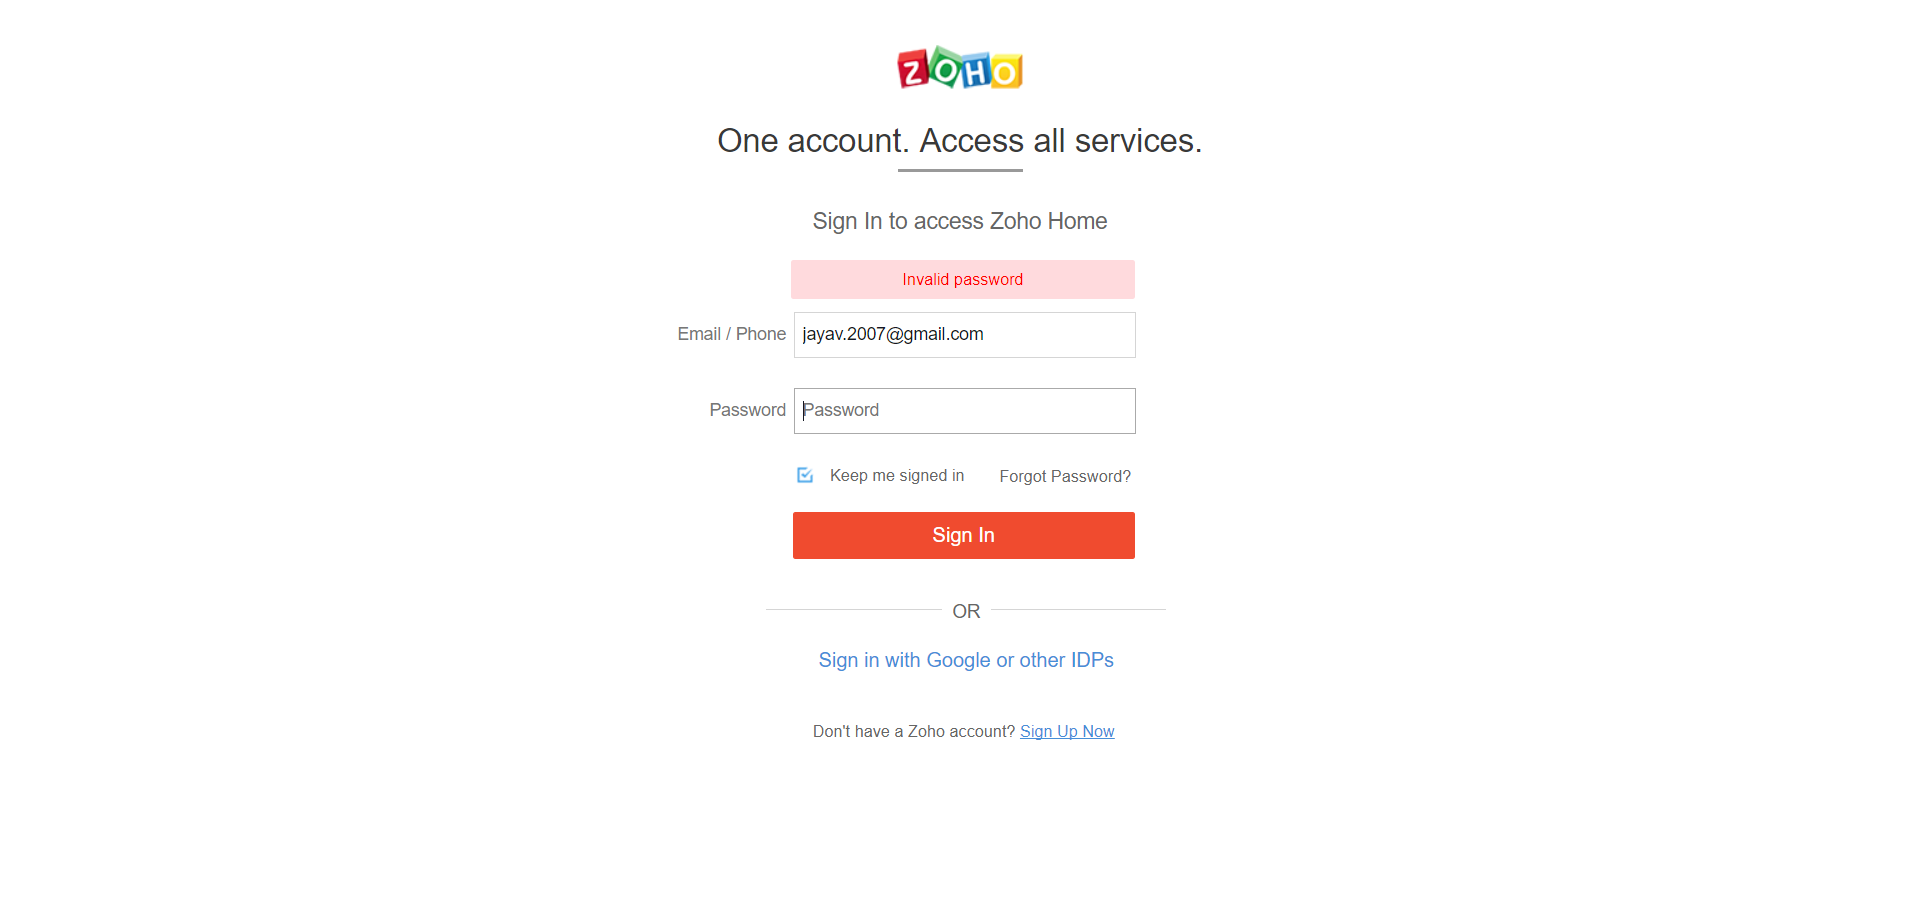 ZOHO
One account. Access all services.
Sign In to access Zoho Home
Invalid password
Email / Phone jayav.2007@gmail.com
Password Password
Keep me signed in Forgot Password?
Sign In
OR
Sign in with Google or other IDPs
Don't have a Zoho account? Sign Up Now